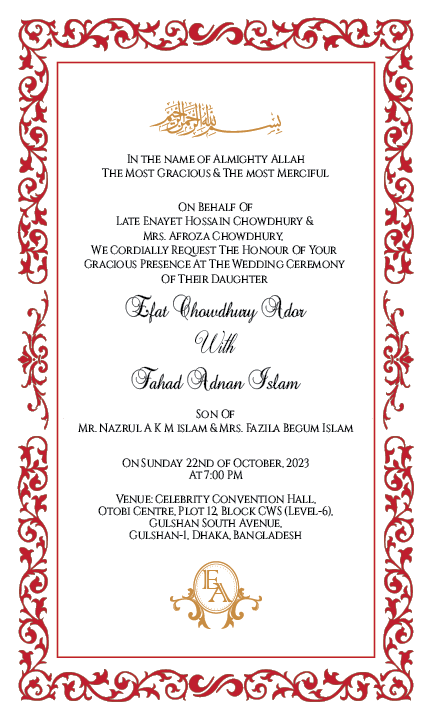 بسم الله الرحمن الرحيم
In the name of Almighty Allah
The Most Gracious & The most Merciful
On Behalf Of
Late Enayet Hossain Chowdhury &
Mrs. Afroza Chowdhury,
We Cordially Request The Honour Of Your
Gracious Presence At The Wedding Ceremony
Of Their Daughter
Efat Chowdhury Ador
With
Fahad Adnan Islam
Son Of
Mr. Nazrul A K M islam & Mrs. Fazila Begum Islam
On Sunday 22nd of October, 2023
At 7:00 PM
Venue: Celebrity Convention Hall,
Otobi Centre, Plot 12, Block CWS (Level-6),
Gulshan South Avenue,
Gulshan-1, Dhaka, Bangladesh
EA